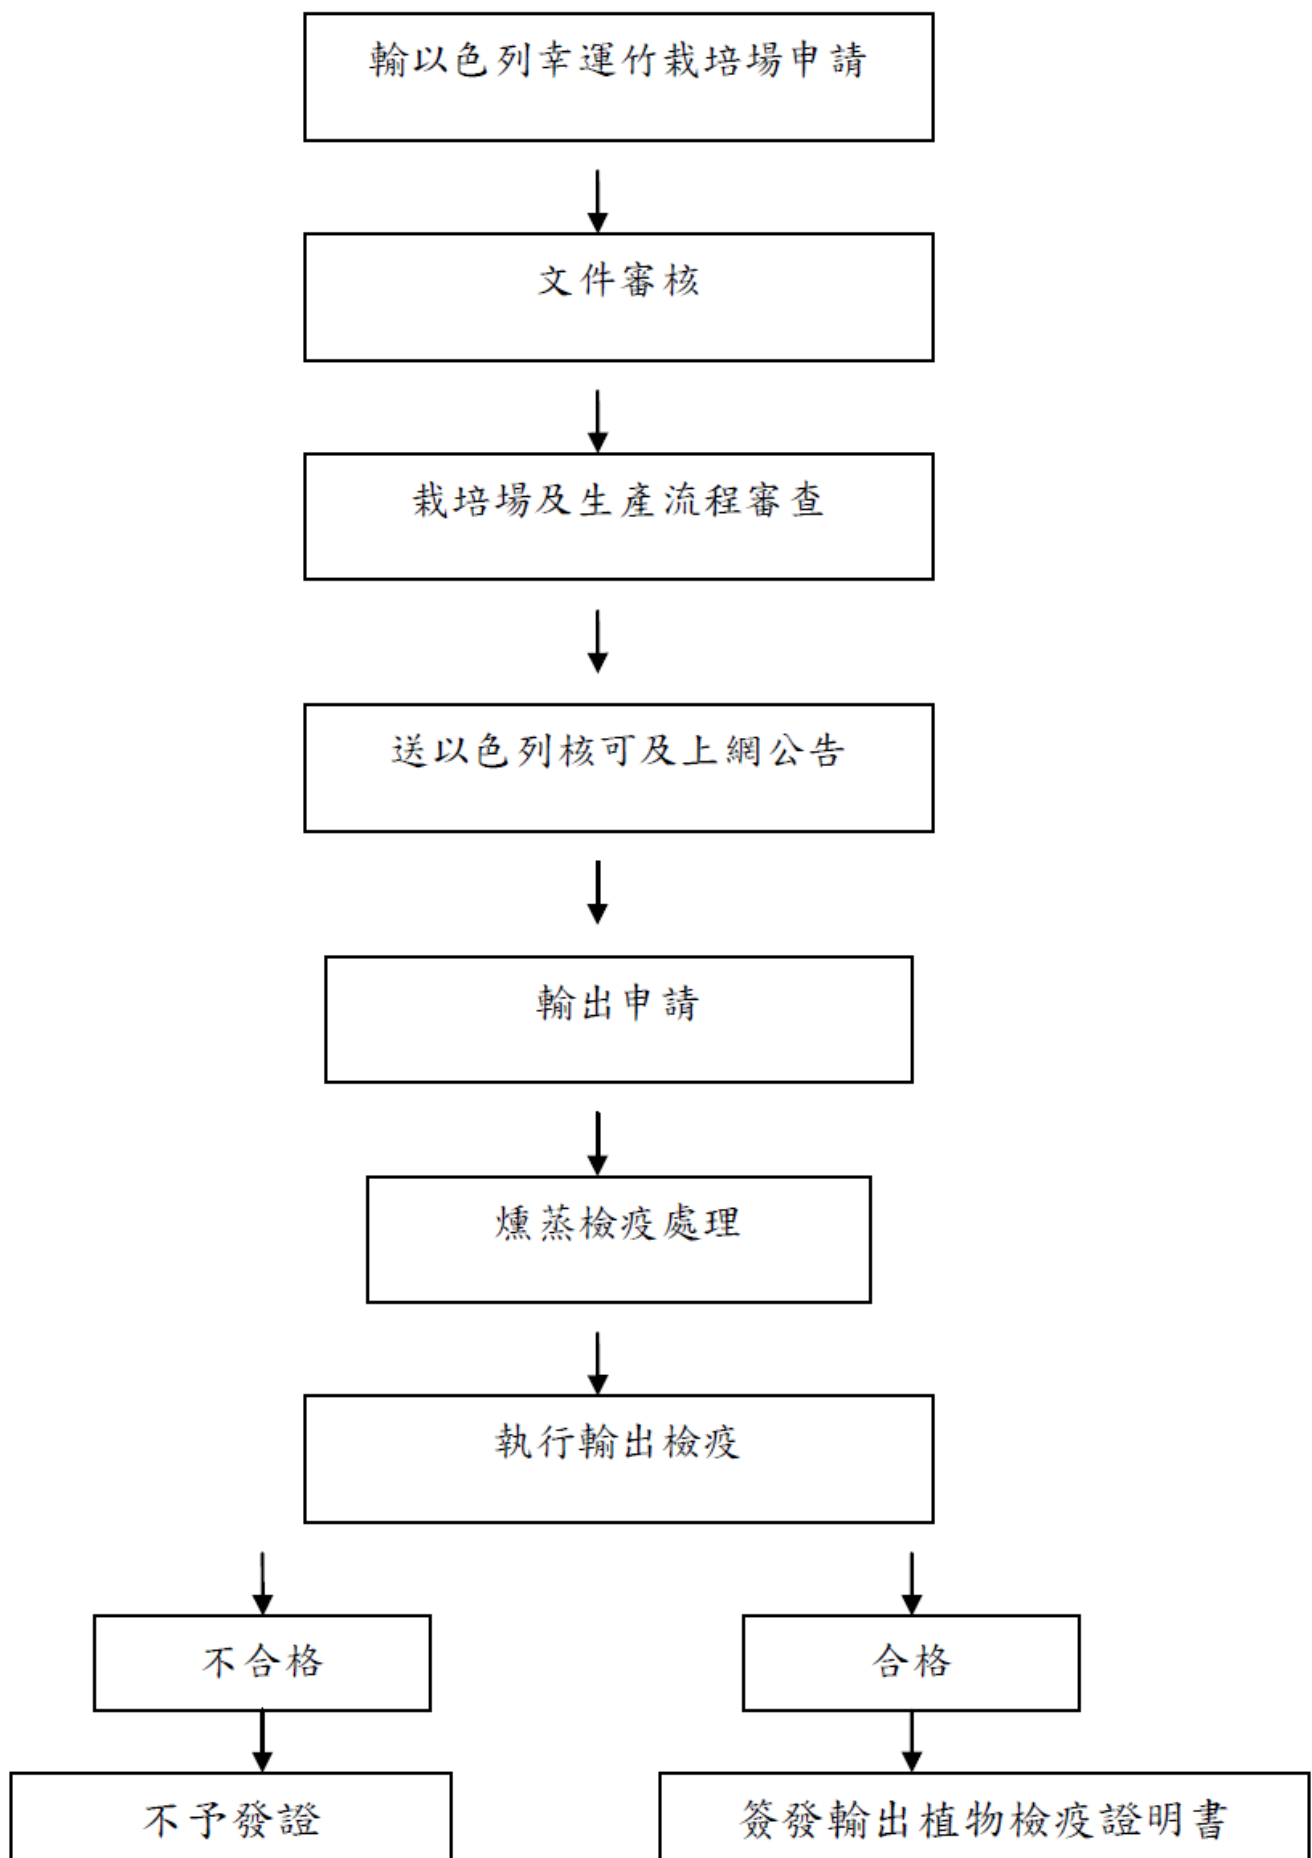 輸以色列幸運竹栽培場申請
文件審核
栽培場及生產流程審查
送以色列核可及上網公告
輸出申請
燻蒸檢疫處理
執行輸出檢疫
不合格
合格
不予發證
簽發輸出植物檢疫證明書